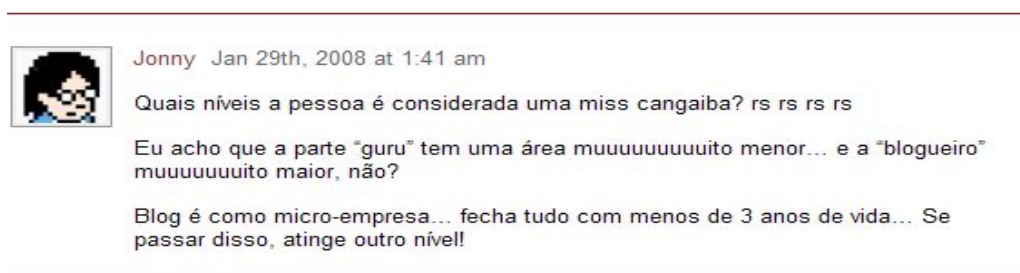 Jonny Jan 29th, 2008 at 1:41 am
Quais níveis a pessoa é considerada uma miss cangaiba? rs rs rs rs
Eu acho que a parte “guru” tem uma área muuuuuuuuuito menor... e a “blogueiro”
muuuuuuuito maior, não?
Blog é como micro-empresa... fecha tudo com menos de 3 anos de vida... Se
passar disso, atinge outro nível!